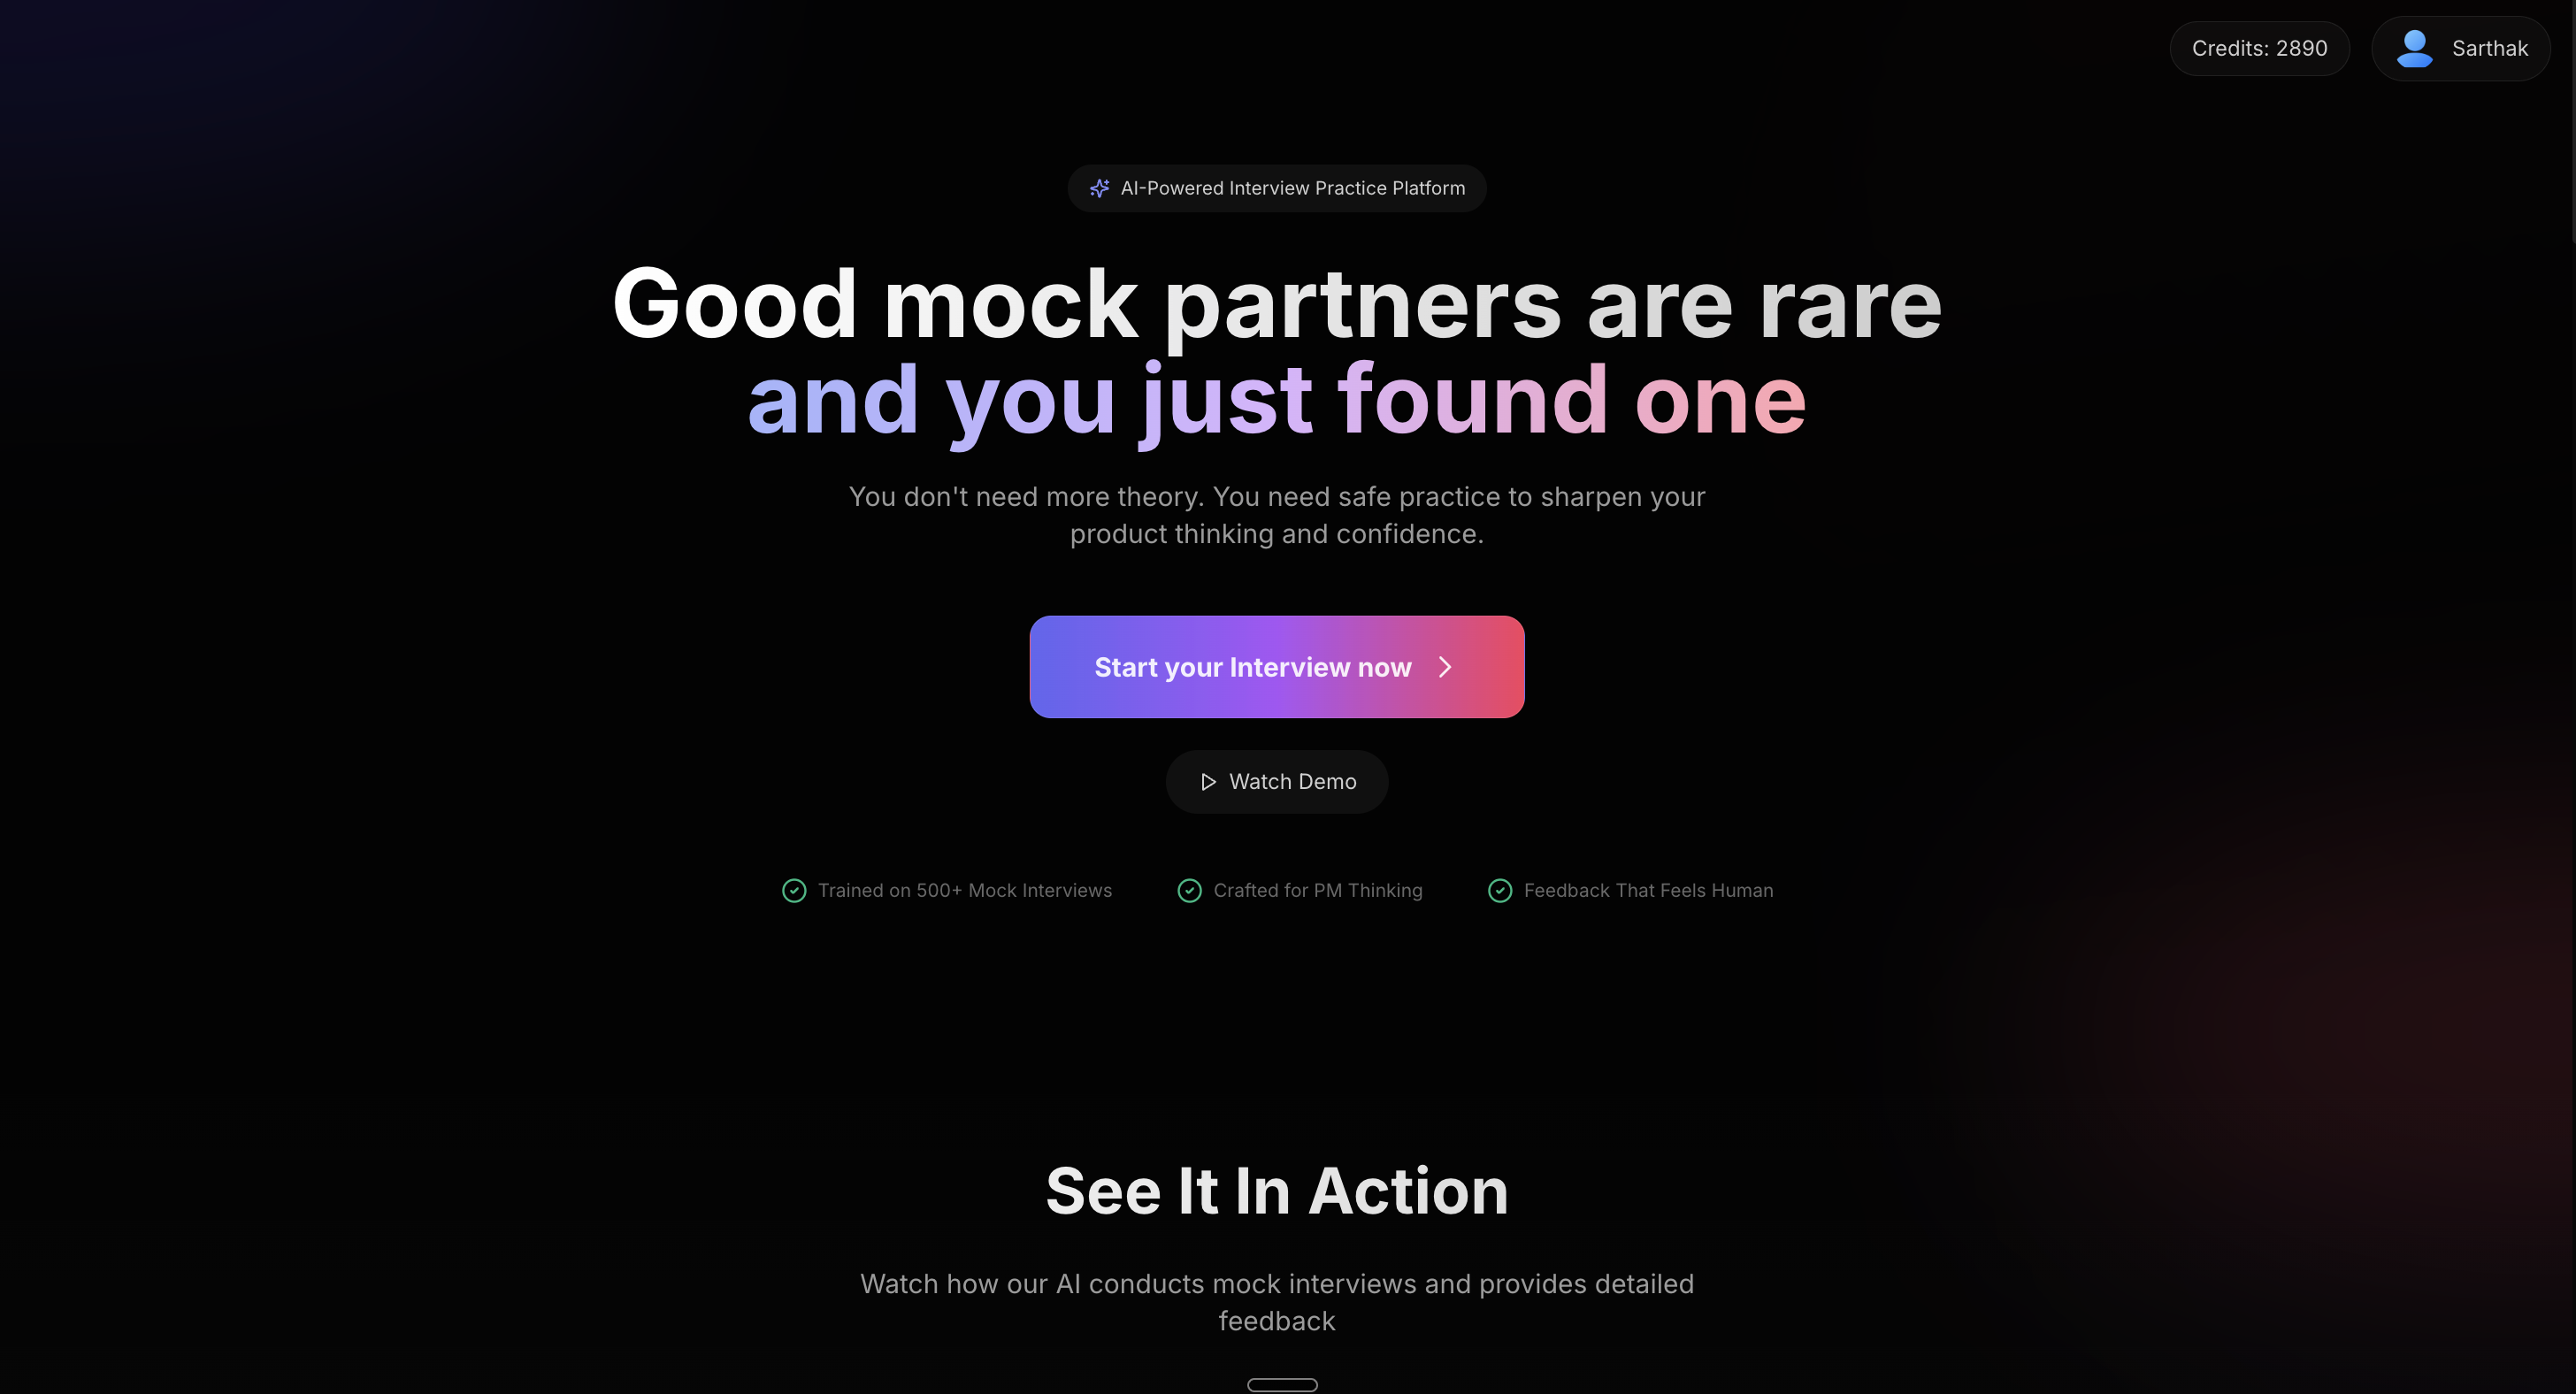 Credits: 2890
Sarthak
AI-Powered Interview Practice Platform
Good mock partners are rare
and you just found one
You don't need more theory. You need safe practice to sharpen your
product thinking and confidence.
Start your Interview now
Watch Demo
Trained on 500+ Mock Interviews
Crafted for PM Thinking
Feedback That Feels Human
See It In Action
Watch how our AI conducts mock interviews and provides detailed
feedback